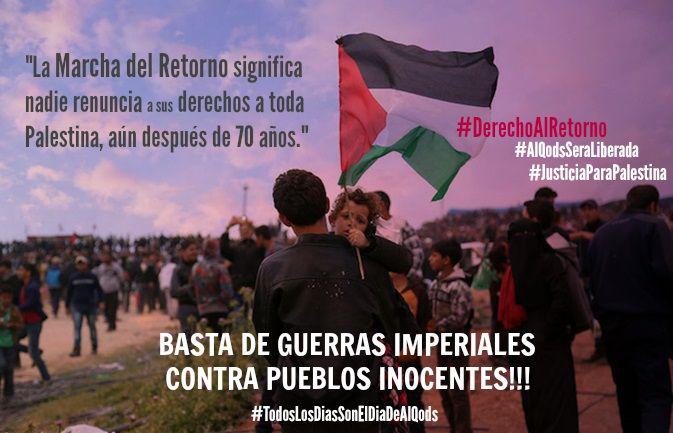 "La Marcha del Retorno significa
nadie renuncia a sus derechos a toda
Palestina, aún después de 70 años."
#DerechoAlRetorno
#AlQodsSeraLiberada
#JusticiaParaPalestina
BASTA DE GUERRAS IMPERIALES
CONTRA PUEBLOS INOCENTES!!!
#TodosLosDiasSonElDiaDeAlQods